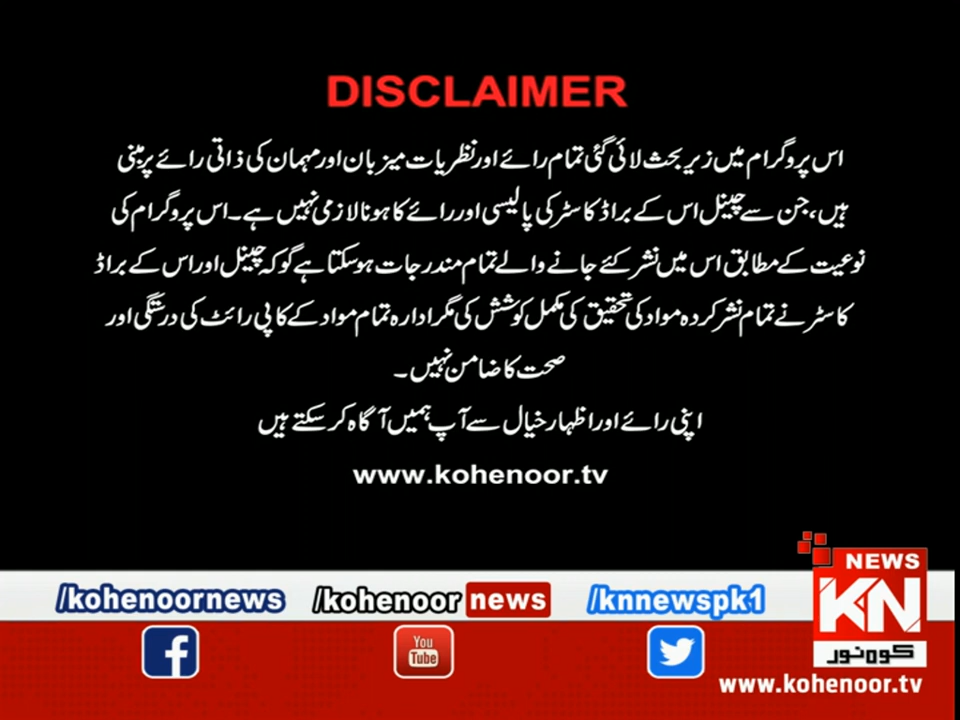 DISCLAIMER
اس پروگرام میں زیر بحث لائی گئی تمام رائے اور نظریات میزبان اور مہمان کی ذاتی رائے پر مبنی
ہیں، جن سے چینل اس کے براڈ کاسٹر کی پالیسی اور رائے کا ہونا لازمی نہیں ہے۔ اس پروگرام کی
نوعیت کے مطابق اس میں نشر کئے جانے والے تمام مندرجات ہو سکتا ہے گو کہ چینل اور اس کے براڈ
کاسٹر نے تمام نشر کردہ مواد کی تحقیق کی مکمل کوشش کی مگر ادارہ تمام مواد کے کاپی رائٹ کی درستگی اور
صحت کا ضامن نہیں۔
اپنی رائے اور اظہار خیال سے آپ ہمیں آگاہ کر سکتے ہیں
www.kohenoor.tv
/kohenoornews /kohenoor news /knnewspk1
NEWS
KN
کوہ نور
f You Tube
www.kohenoor.tv